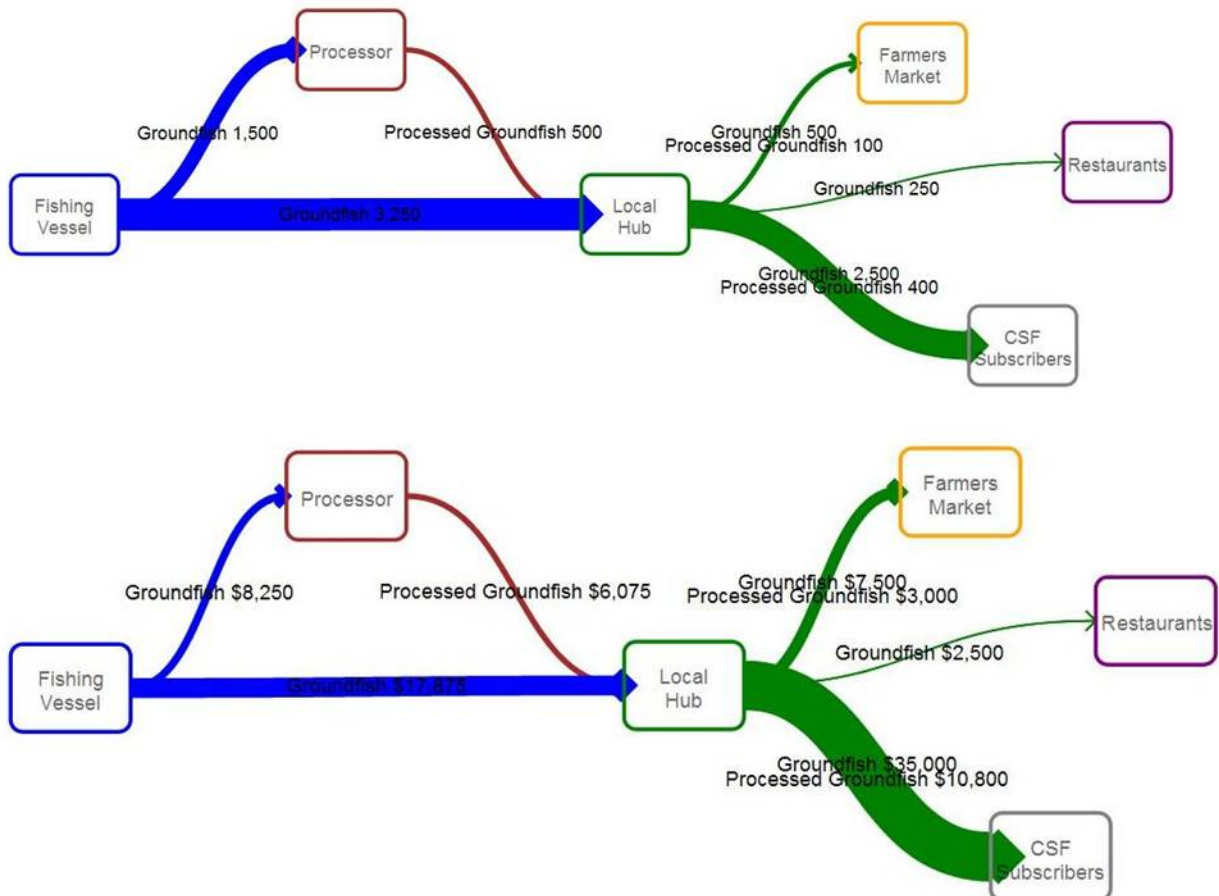 Processor
Farmers
Market
Groundfish 1,500
Processed Groundfish 500
Groundfish 500
Processed Groundfish 100
Restaurants
Groundfish 250
Fishing
Vessel
Groundfish 3,250
Local
Hub
Groundfish 2,500
Processed Groundfish 400
CSF
Subscribers
Processor
Farmers
Market
Groundfish $8,250
Processed Groundfish $6,075
Groundfish $7,500
Processed Groundfish $3,000
Restaurants
Groundfish $2,500
Fishing
Vessel
Groundfish $17,875
Local
Hub
Groundfish $35,000
Processed Groundfish $10,800
CSF
Subscribers